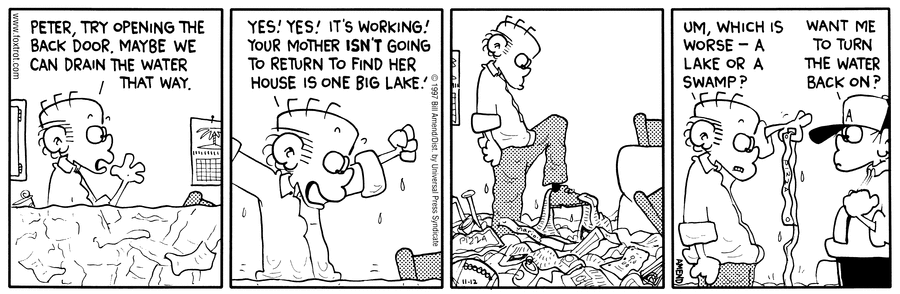 www.foxtrot.com
PETER, TRY OPENING THE
BACK DOOR. MAYBE WE
CAN DRAIN THE WATER
THAT WAY.
YES! YES! IT'S WORKING!
YOUR MOTHER ISN'T GOING
TO RETURN TO FIND HER
HOUSE IS ONE BIG LAKE!
© 1997 Bill Amend/Dist. by Universal Press Syndicate
PIZZA
11-12
UM, WHICH IS
WORSE – A
LAKE OR A
SWAMP?
WANT ME
TO TURN
THE WATER
BACK ON?
A
AMEND